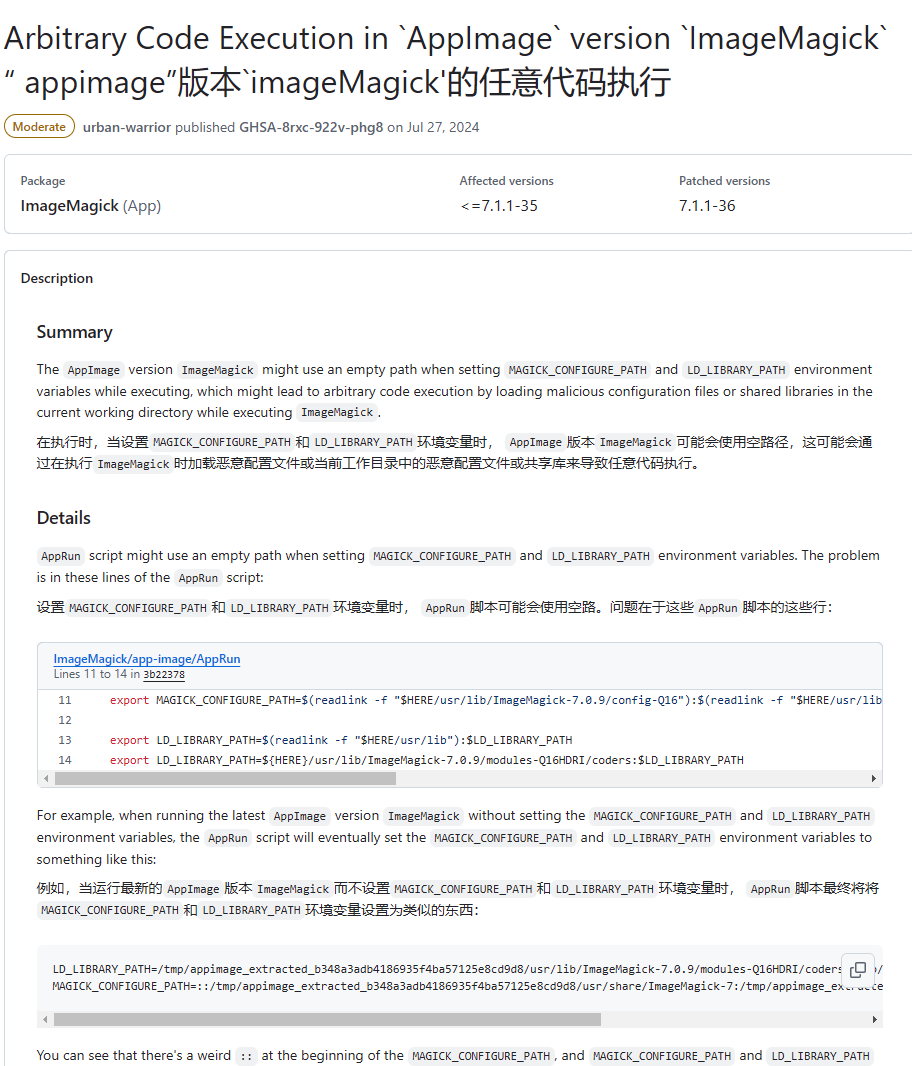 Arbitrary Code Execution in `AppImage` version `ImageMagick`
“ appimage”版本`imageMagick'的任意代码执行
Moderate urban-warrior published GHSA-8rxc-922v-phg8 on Jul 27, 2024
Package Affected versions Patched versions
ImageMagick (App) <=7.1.1-35 7.1.1-36
Description
Summary
The AppImage version ImageMagick might use an empty path when setting MAGICK_CONFIGURE_PATH and LD_LIBRARY_PATH environment
variables while executing, which might lead to arbitrary code execution by loading malicious configuration files or shared libraries in the
current working directory while executing ImageMagick .
在执行时，当设置 MAGICK_CONFIGURE_PATH 和 LD_LIBRARY_PATH 环境变量时， AppImage 版本 ImageMagick 可能会使用空路径，这可能会通
过在执行 ImageMagick 时加载恶意配置文件或当前工作目录中的恶意配置文件或共享库来导致任意代码执行。
Details
AppRun script might use an empty path when setting MAGICK_CONFIGURE_PATH and LD_LIBRARY_PATH environment variables. The problem
is in these lines of the AppRun script:
设置 MAGICK_CONFIGURE_PATH 和 LD_LIBRARY_PATH 环境变量时， AppRun 脚本可能会使用空路。问题在于这些 AppRun 脚本的这些行：
ImageMagick/app-image/AppRun
Lines 11 to 14 in 3b22378
11 export MAGICK_CONFIGURE_PATH=$(readlink -f "$HERE/usr/lib/ImageMagick-7.0.9/config-Q16"):$(readlink -f "$HERE/usr/lib
12
13 export LD_LIBRARY_PATH=$(readlink -f "$HERE/usr/lib"):$LD_LIBRARY_PATH
14 export LD_LIBRARY_PATH=${HERE}/usr/lib/ImageMagick-7.0.9/modules-Q16HDRI/coders:$LD_LIBRARY_PATH
For example, when running the latest AppImage version ImageMagick without setting the MAGICK_CONFIGURE_PATH and LD_LIBRARY_PATH
environment variables, the AppRun script will eventually set the MAGICK_CONFIGURE_PATH and LD_LIBRARY_PATH environment variables to
something like this:
例如，当运行最新的 AppImage 版本 ImageMagick 而不设置 MAGICK_CONFIGURE_PATH 和 LD_LIBRARY_PATH 环境变量时， AppRun 脚本最终将将
MAGICK_CONFIGURE_PATH 和 LD_LIBRARY_PATH 环境变量设置为类似的东西：
LD_LIBRARY_PATH=/tmp/appimage_extracted_b348a3adb4186935f4ba57125e8cd9d8/usr/lib/ImageMagick-7.0.9/modules-Q16HDRI/coders
MAGICK_CONFIGURE_PATH=::/tmp/appimage_extracted_b348a3adb4186935f4ba57125e8cd9d8/usr/share/ImageMagick-7:/tmp/appimage_extracte
You can see that there's a weird :: at the beginning of the MAGICK_CONFIGURE_PATH, and MAGICK_CONFIGURE_PATH and LD_LIBRARY_PATH